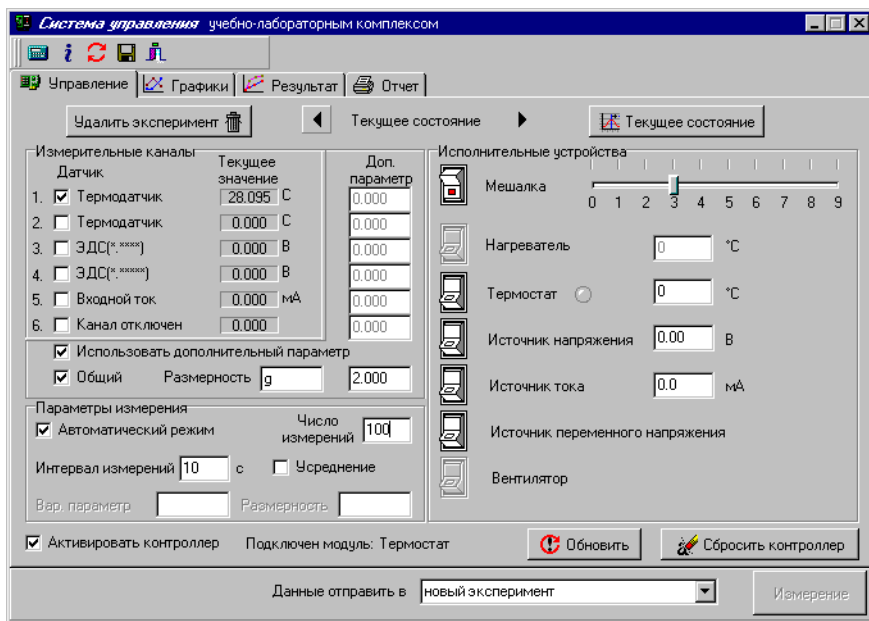 Система управления учебно-лабораторным комплексом
Управление Графики Результат Отчет
Удалить эксперимент Текущее состояние Текущее состояние
Измерительные каналы
Датчик Текущее значение Доп. параметр
1. Термодатчик 28.095 С 0.000
2. Термодатчик 0.000 С 0.000
3. ЭДС(*.****) 0.000 В 0.000
4. ЭДС(*.*****) 0.000 В 0.000
5. Входной ток 0.000 мА 0.000
6. Канал отключен 0.000 0.000
Использовать дополнительный параметр
Общий Размерность g 2.000
Параметры измерения
Автоматический режим Число измерений 100
Интервал измерений 10 с Усреднение
Вар. параметр Размерность
Исполнительные устройства
Мешалка
0 1 2 3 4 5 6 7 8 9
Нагреватель 0 °C
Термостат 0 °C
Источник напряжения 0.00 В
Источник тока 0.0 мА
Источник переменного напряжения
Вентилятор
Активировать контроллер Подключен модуль: Термостат Обновить Сбросить контроллер
Данные отправить в новый эксперимент Измерение